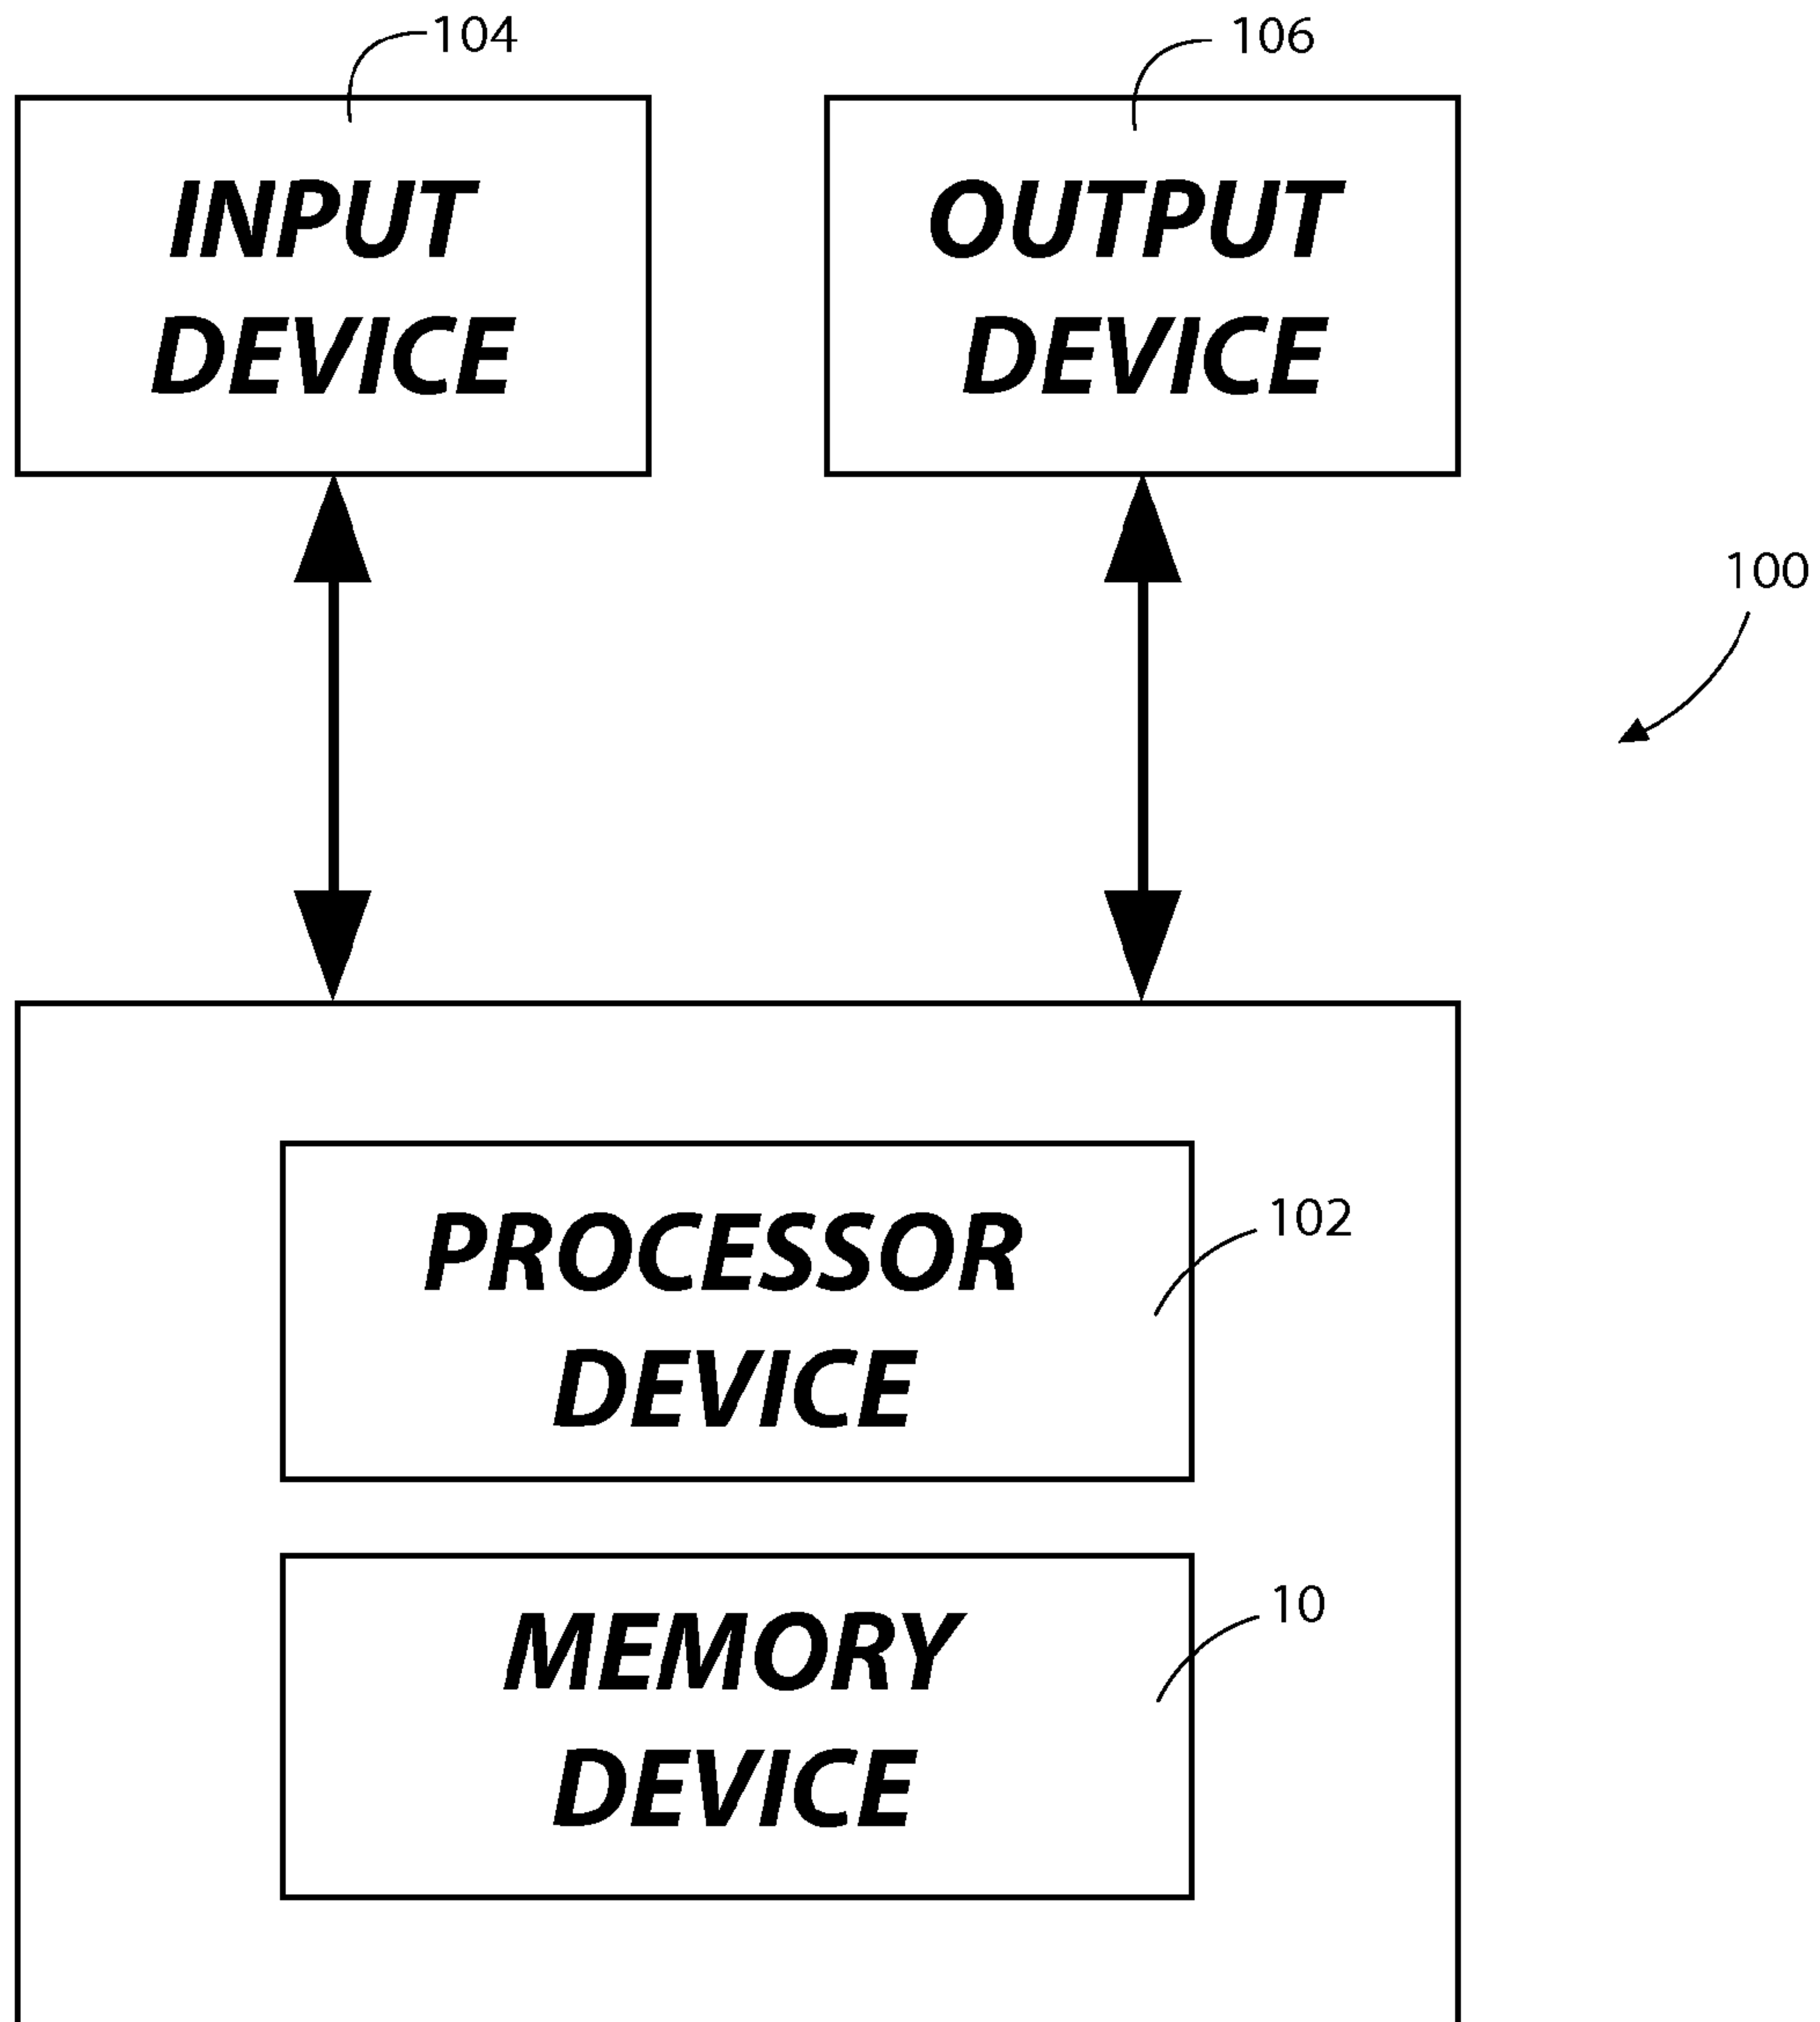 104
106
INPUT
DEVICE
OUTPUT
DEVICE
100
PROCESSOR
DEVICE
102
MEMORY
DEVICE
10